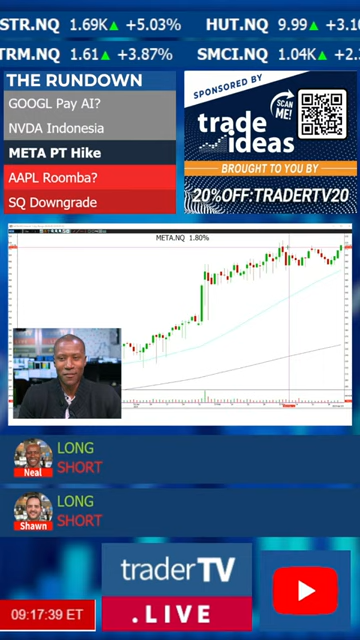 STR.NQ 1.69K▲ +5.03% HUT.NQ 9.99▲ +3.10
TRM.NQ 1.61▲ +3.87% SMCI.NQ 1.04K▲ +2.
THE RUNDOWN
GOOGL Pay AI?
NVDA Indonesia
META PT Hike
AAPL Roomba?
SQ Downgrade
SPONSORED BY
SCAN ME!
trade
ideas
BROUGHT TO YOU BY
20%OFF:TRADERTV20
META.NQ 1.80%
LONG
SHORT
Neal
LONG
SHORT
Shawn
traderTV
.LIVE
09:17:39 ET